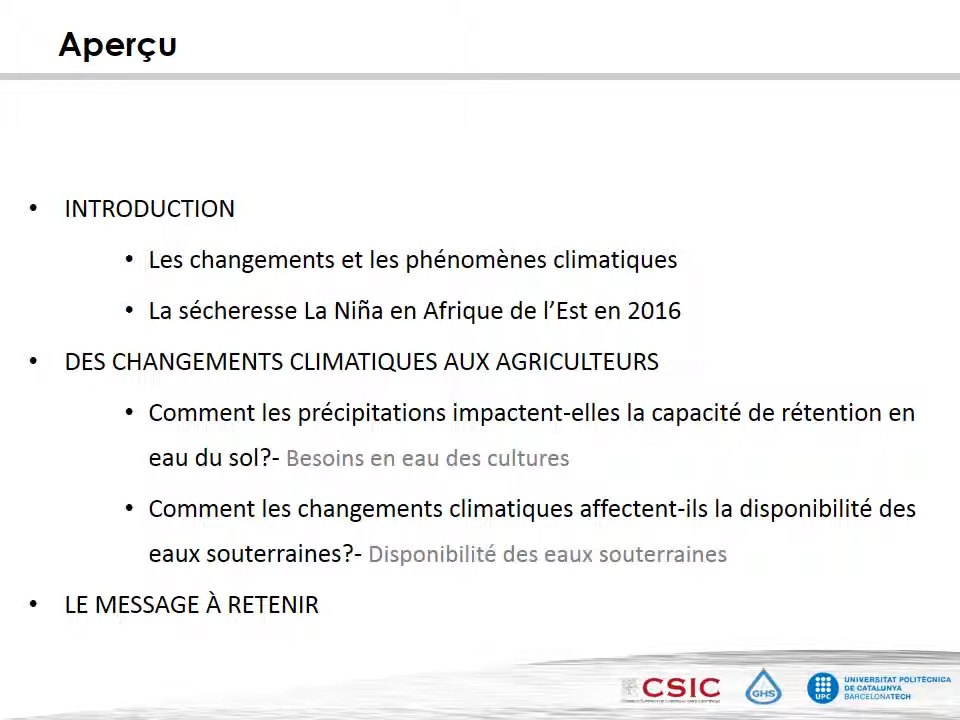 Aperçu
• INTRODUCTION
• Les changements et les phénomènes climatiques
• La sécheresse La Niña en Afrique de l’Est en 2016
• DES CHANGEMENTS CLIMATIQUES AUX AGRICULTEURS
• Comment les précipitations impactent-elles la capacité de rétention en
eau du sol?- Besoins en eau des cultures
• Comment les changements climatiques affectent-ils la disponibilité des
eaux souterraines?- Disponibilité des eaux souterraines
• LE MESSAGE À RETENIR
CSIC
GHS
UPC
UNIVERSITAT POLITÈCNICA
DE CATALUNYA
BARCELONATECH